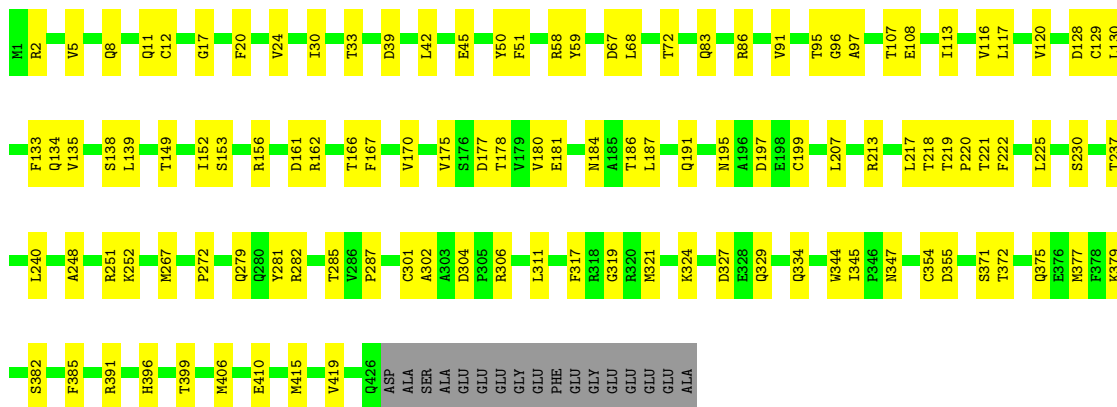 M1 R2 V5 Q8 Q11 C12 G17 F20 V24 I30 T33 D39 L42 E45 Y50 F51 R58 Y59 D67 L68 T72 Q83 R86 V91 T95 G96 A97 T107 E108 I113 V116 L117 V120 D128 C129 L130
F133 Q134 V135 S138 L139 T149 I152 S153 R156 D161 R162 T166 F167 V170 V175 S176 D177 T178 V179 V180 E181 N184 A185 T186 L187 Q191 N195 A196 D197 E198 C199 L207 R213 L217 T218 T219 P220 T221 F222 L225 S230 T237
L240 A248 R251 K252 M267 P272 Q279 Q280 Y281 R282 T285 V286 P287 C301 A302 A303 D304 P305 R306 L311 F317 R318 G319 R320 M321 K324 D327 E328 Q329 Q334 W344 I345 P346 N347 C354 D355 S371 T372 Q375 E376 M377 F378 K379
S382 F385 R391 H396 T399 M406 E410 M415 V419 Q426 ASP ALA SER ALA GLU GLU GLU GLY GLU PHE GLU GLY GLU GLU GLU GLU ALA